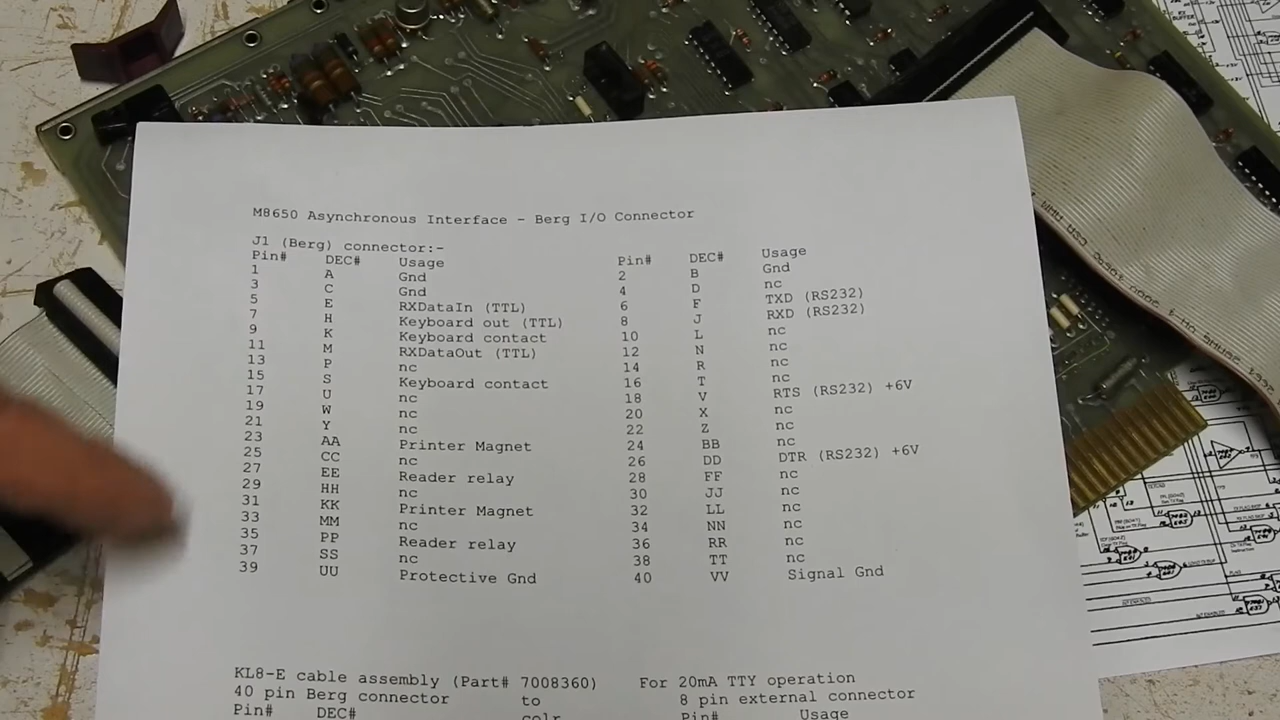 M8650 Asynchronous Interface - Berg I/O Connector
J1 (Berg) connector:-
Pin# DEC# Usage Pin# DEC# Usage
1 A Gnd 2 B Gnd
3 C Gnd 4 D nc
5 E RXDataIn (TTL) 6 F TXD (RS232)
7 H Keyboard out (TTL) 8 J RXD (RS232)
9 K Keyboard contact 10 L nc
11 M RXDataOut (TTL) 12 N nc
13 P nc 14 R nc
15 S Keyboard contact 16 T nc
17 U nc 18 V RTS (RS232) +6V
19 W nc 20 X nc
21 Y nc 22 Z nc
23 AA Printer Magnet 24 BB nc
25 CC nc 26 DD DTR (RS232) +6V
27 EE Reader relay 28 FF nc
29 HH nc 30 JJ nc
31 KK Printer Magnet 32 LL nc
33 MM nc 34 NN nc
35 PP Reader relay 36 RR nc
37 SS nc 38 TT nc
39 UU Protective Gnd 40 VV Signal Gnd
KL8-E cable assembly (Part# 7008360) For 20mA TTY operation
40 pin Berg connector to 8 pin external connector
Pin# DEC# colr Pin# Usage